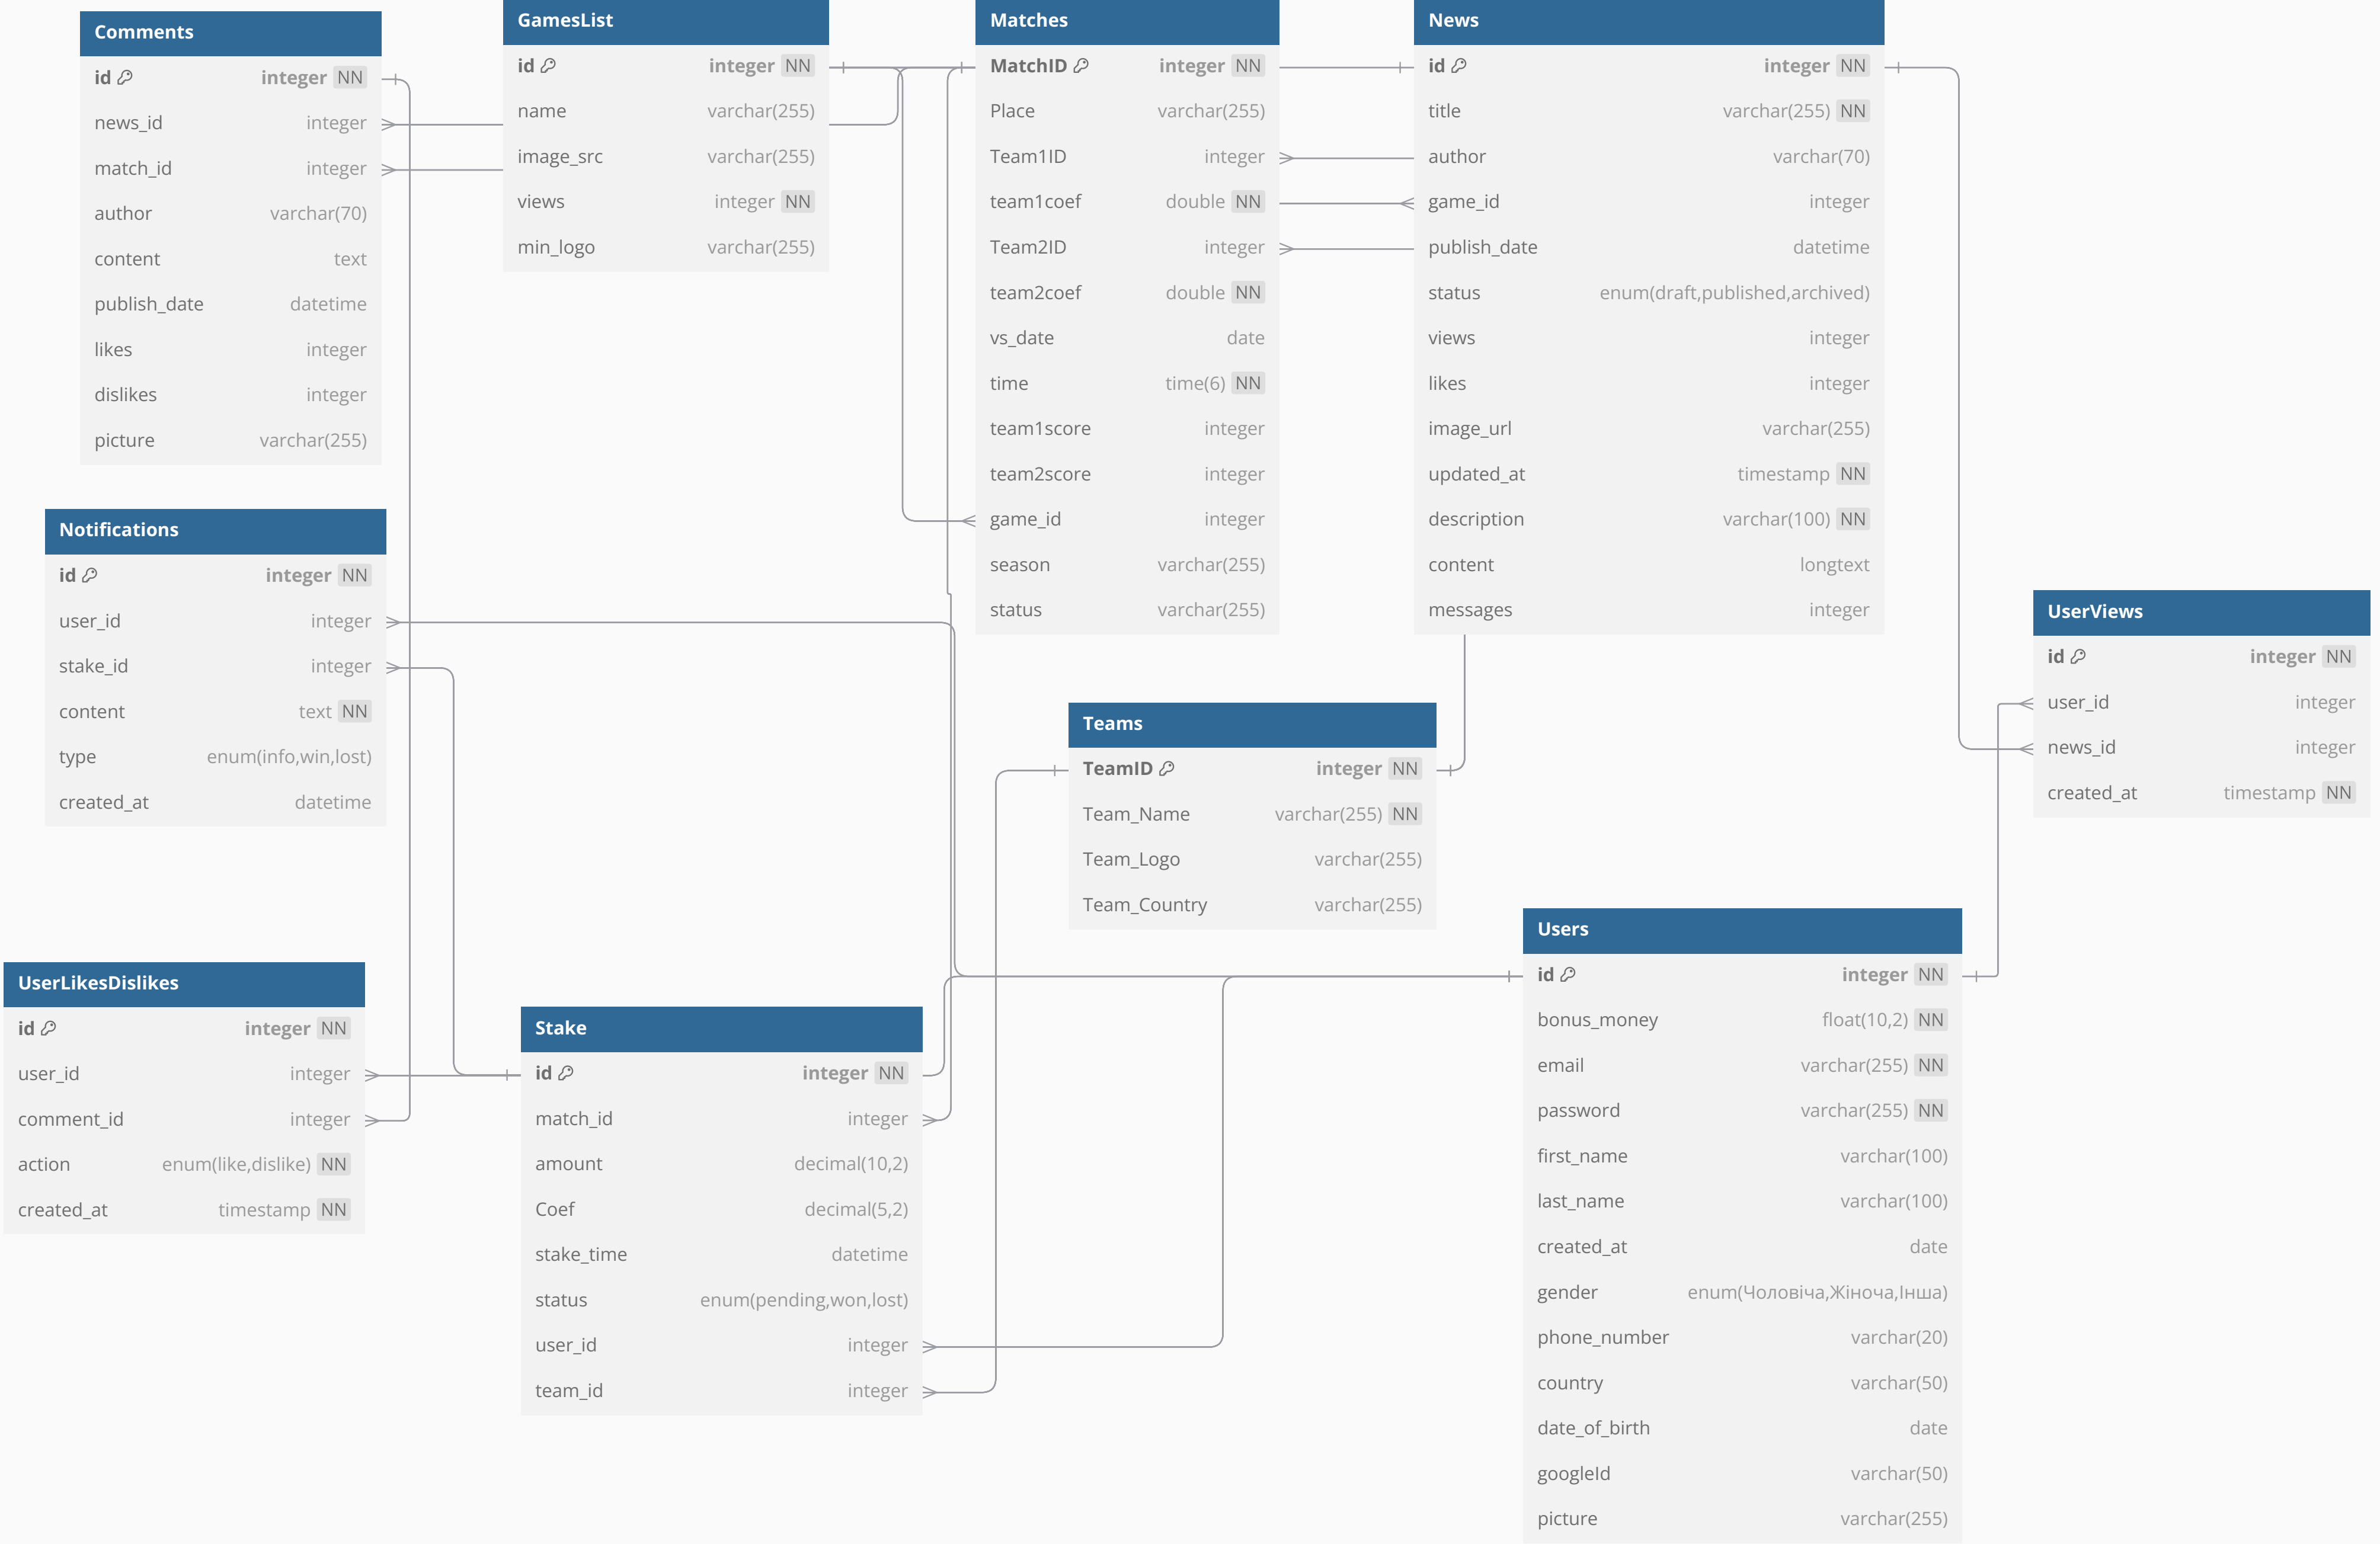 Comments
id integer NN
news_id integer
match_id integer
author varchar(70)
content text
publish_date datetime
likes integer
dislikes integer
picture varchar(255)
GamesList
id integer NN
name varchar(255)
image_src varchar(255)
views integer NN
min_logo varchar(255)
Matches
MatchID integer NN
Place varchar(255)
Team1ID integer
team1coef double NN
Team2ID integer
team2coef double NN
vs_date date
time time(6) NN
team1score integer
team2score integer
game_id integer
season varchar(255)
status varchar(255)
News
id integer NN
title varchar(255) NN
author varchar(70)
game_id integer
publish_date datetime
status enum(draft,published,archived)
views integer
likes integer
image_url varchar(255)
updated_at timestamp NN
description varchar(100) NN
content longtext
messages integer
Notifications
id integer NN
user_id integer
stake_id integer
content text NN
type enum(info,win,lost)
created_at datetime
UserViews
id integer NN
user_id integer
news_id integer
created_at timestamp NN
Teams
TeamID integer NN
Team_Name varchar(255) NN
Team_Logo varchar(255)
Team_Country varchar(255)
UserLikesDislikes
id integer NN
user_id integer
comment_id integer
action enum(like,dislike) NN
created_at timestamp NN
Stake
id integer NN
match_id integer
amount decimal(10,2)
Coef decimal(5,2)
stake_time datetime
status enum(pending,won,lost)
user_id integer
team_id integer
Users
id integer NN
bonus_money float(10,2) NN
email varchar(255) NN
password varchar(255) NN
first_name varchar(100)
last_name varchar(100)
created_at date
gender enum(Чоловіча,Жіноча,Інша)
phone_number varchar(20)
country varchar(50)
date_of_birth date
googleId varchar(50)
picture varchar(255)